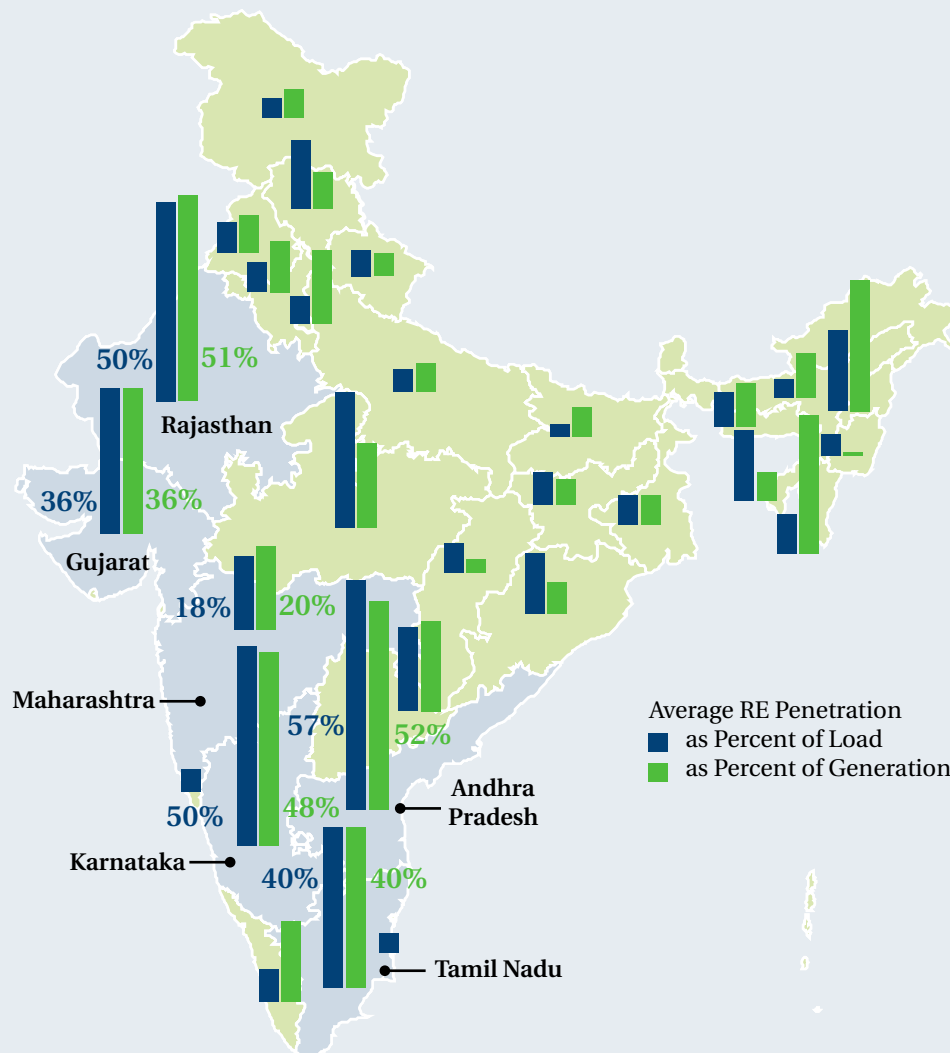 50%
51%
Rajasthan
36%
36%
Gujarat
18%
20%
Maharashtra
57%
52%
Average RE Penetration
as Percent of Load
as Percent of Generation
50%
48%
Andhra
Pradesh
Karnataka
40%
40%
Tamil Nadu